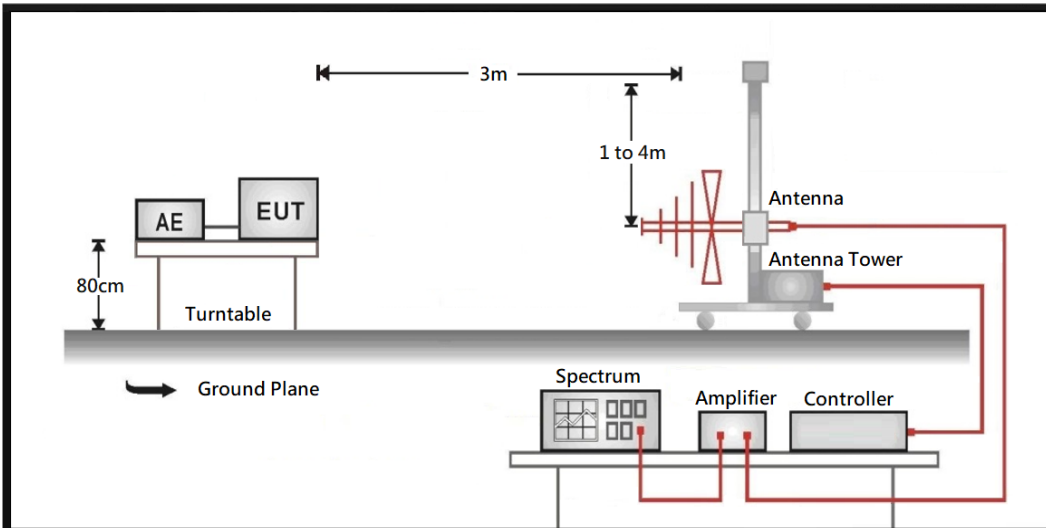 3m
1 to 4m
AE
EUT
Antenna
80cm
Antenna Tower
Turntable
Ground Plane
Spectrum
Amplifier
Controller